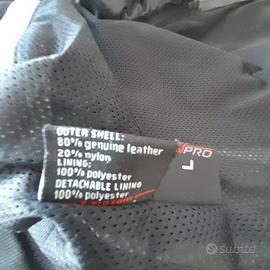 OUTER SHELL:
80% genuine leather
20% nylon
LINING:
100% polyester
DETACHABLE LINING
100% polyester
PRO
L
subito